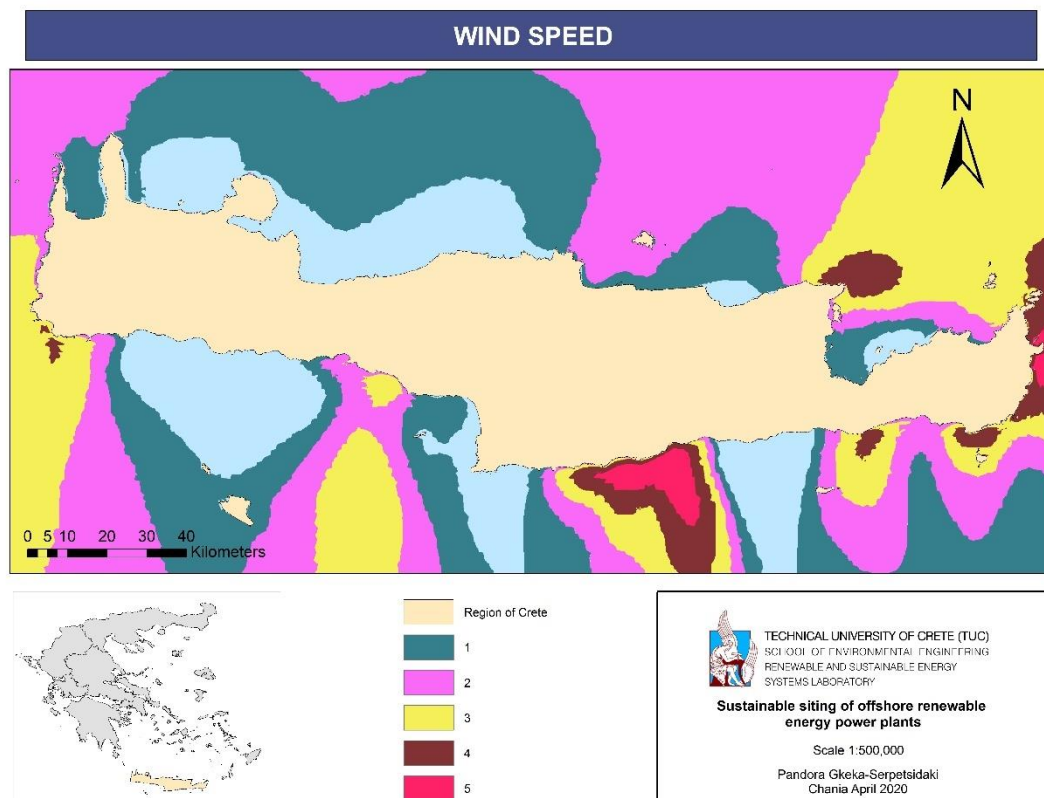 WIND SPEED
N
0 5 10 20 30 40
Kilometers
Region of Crete
1
2
3
4
5
TECHNICAL UNIVERSITY OF CRETE (TUC)
SCHOOL OF ENVIRONMENTAL ENGINEERING
RENEWABLE AND SUSTAINABLE ENERGY
SYSTEMS LABORATORY
Sustainable siting of offshore renewable
energy power plants
Scale 1:500,000
Pandora Gkeka-Serpetsidaki
Chania April 2020